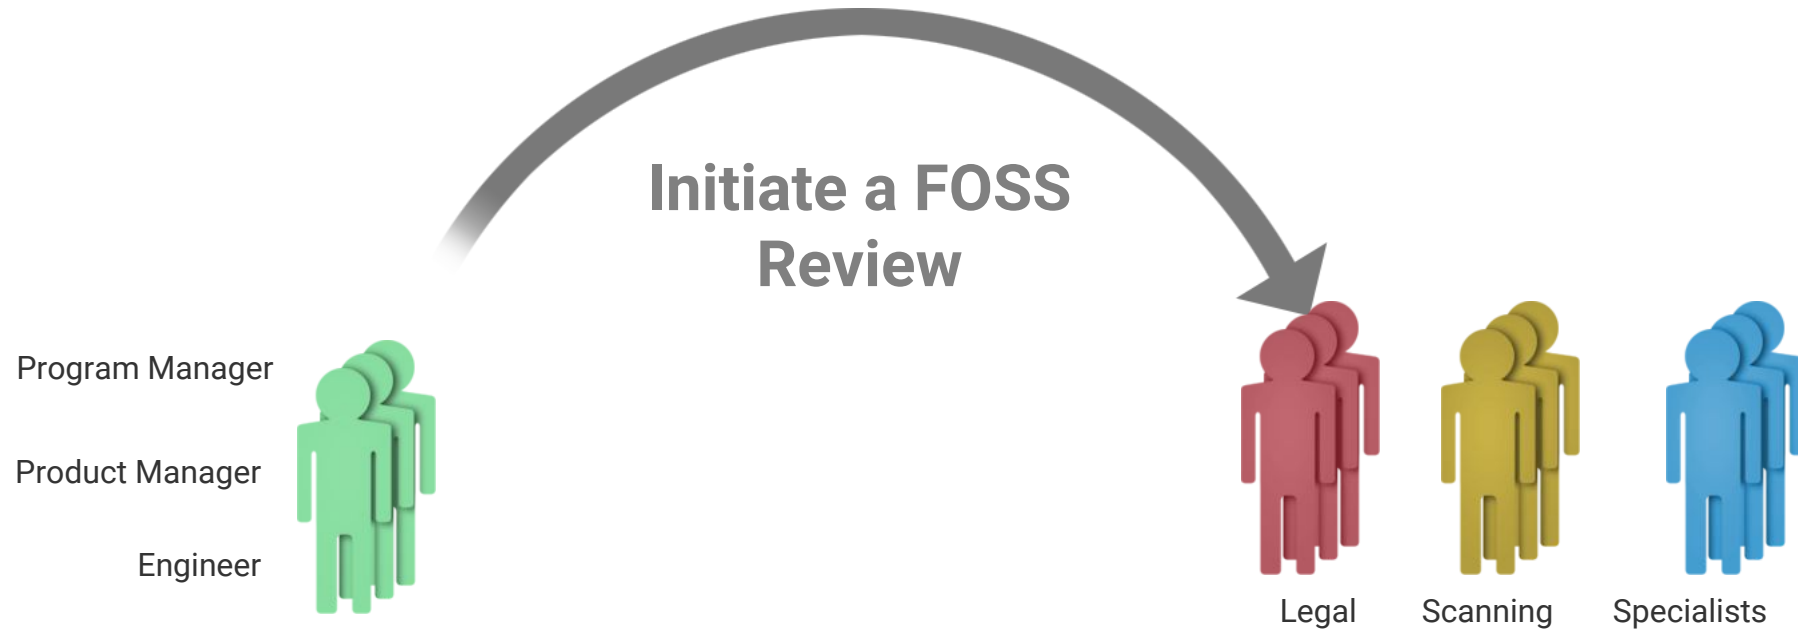 Initiate a FOSS
Review
Program Manager
Product Manager
Engineer
Legal
Scanning
Specialists